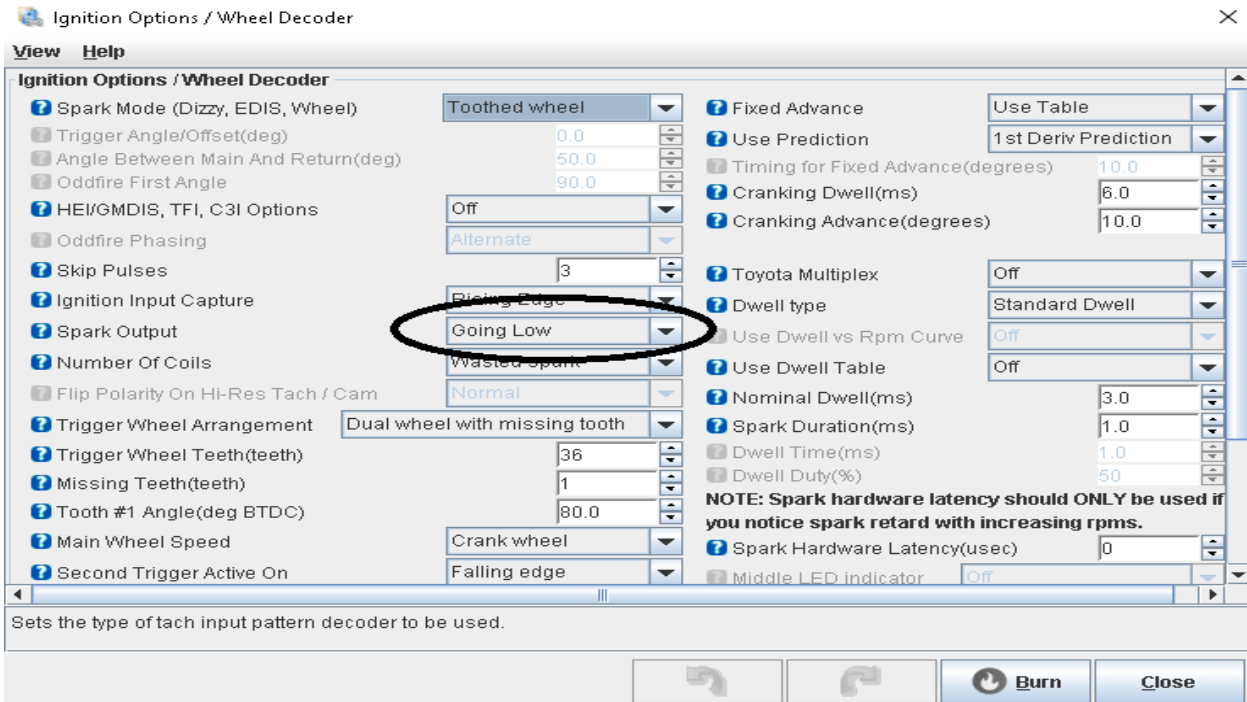 Ignition Options / Wheel Decoder
View Help
Ignition Options / Wheel Decoder
Spark Mode (Dizzy, EDIS, Wheel) Toothed wheel
Trigger Angle/Offset(deg) 0.0
Angle Between Main And Return(deg) 50.0
Oddfire First Angle 90.0
HEI/GMDIS, TFI, C3I Options Off
Oddfire Phasing Alternate
Skip Pulses 3
Ignition Input Capture Rising Edge
Spark Output Going Low
Number Of Coils Wasted spark
Flip Polarity On Hi-Res Tach / Cam Normal
Trigger Wheel Arrangement Dual wheel with missing tooth
Trigger Wheel Teeth(teeth) 36
Missing Teeth(teeth) 1
Tooth #1 Angle(deg BTDC) 80.0
Main Wheel Speed Crank wheel
Second Trigger Active On Falling edge
Fixed Advance Use Table
Use Prediction 1st Deriv Prediction
Timing for Fixed Advance(degrees) 10.0
Cranking Dwell(ms) 6.0
Cranking Advance(degrees) 10.0
Toyota Multiplex Off
Dwell type Standard Dwell
Use Dwell vs Rpm Curve Off
Use Dwell Table Off
Nominal Dwell(ms) 3.0
Spark Duration(ms) 1.0
Dwell Time(ms) 1.0
Dwell Duty(%) 50
NOTE: Spark hardware latency should ONLY be used if
you notice spark retard with increasing rpms.
Spark Hardware Latency(usec) 0
Middle LED indicator Off
Sets the type of tach input pattern decoder to be used.
Burn Close